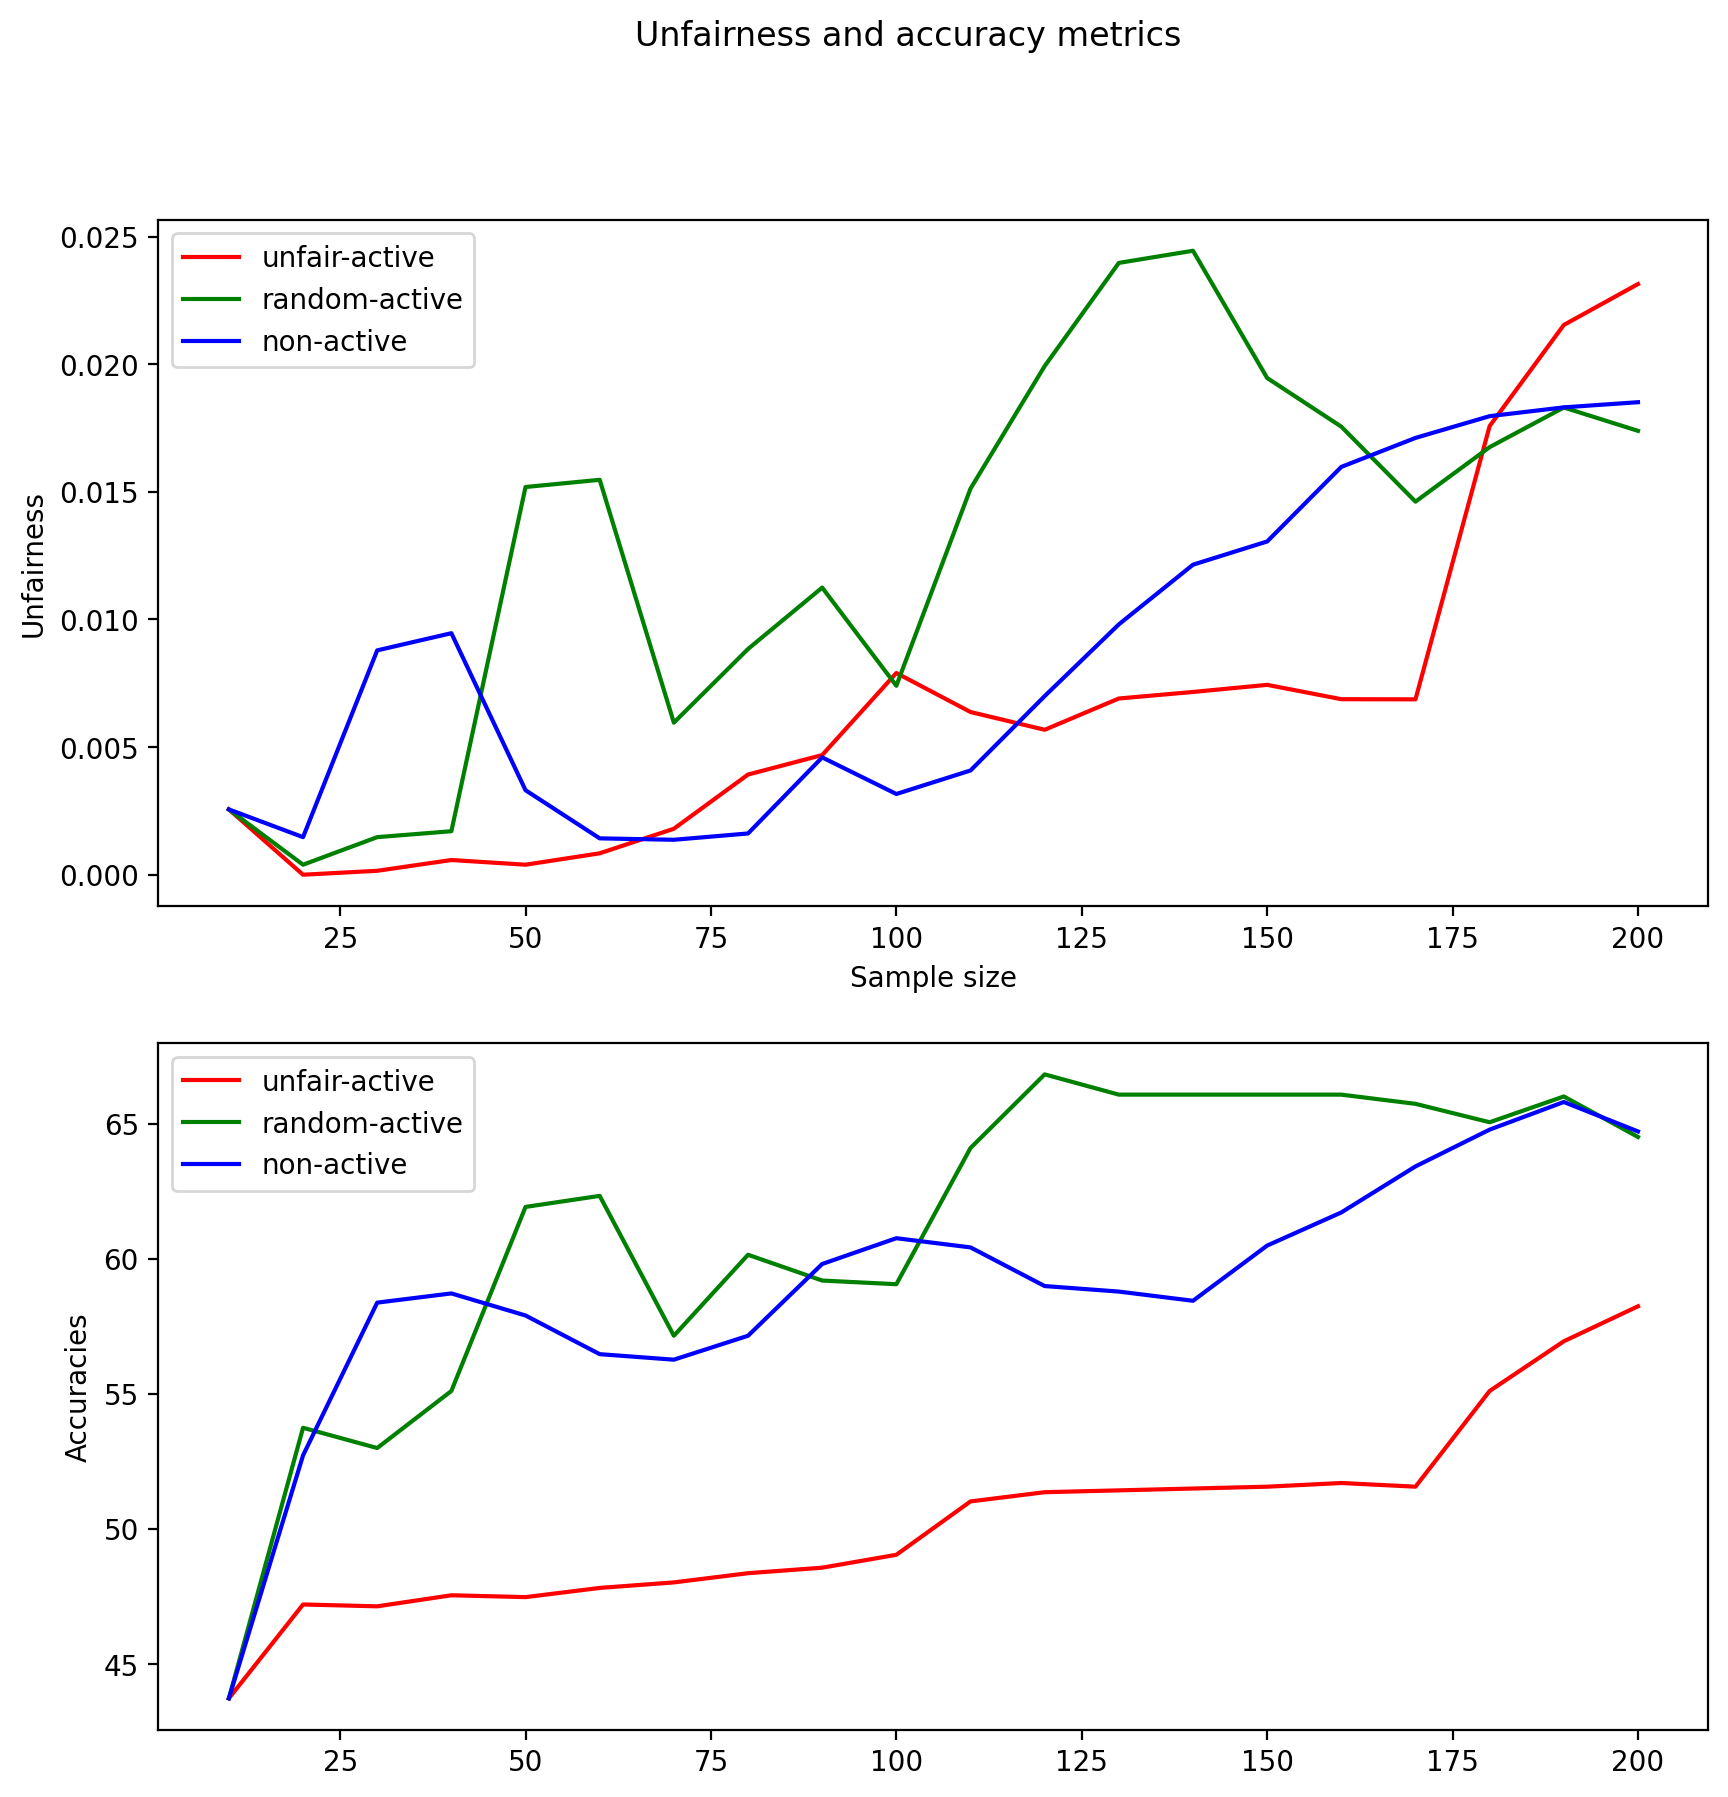 Unfairness and accuracy metrics
unfair-active
random-active
non-active
0.025
0.020
0.015
0.010
0.005
0.000
Unfairness
25 50 75 100 125 150 175 200
Sample size
unfair-active
random-active
non-active
65
60
55
50
45
Accuracies
25 50 75 100 125 150 175 200